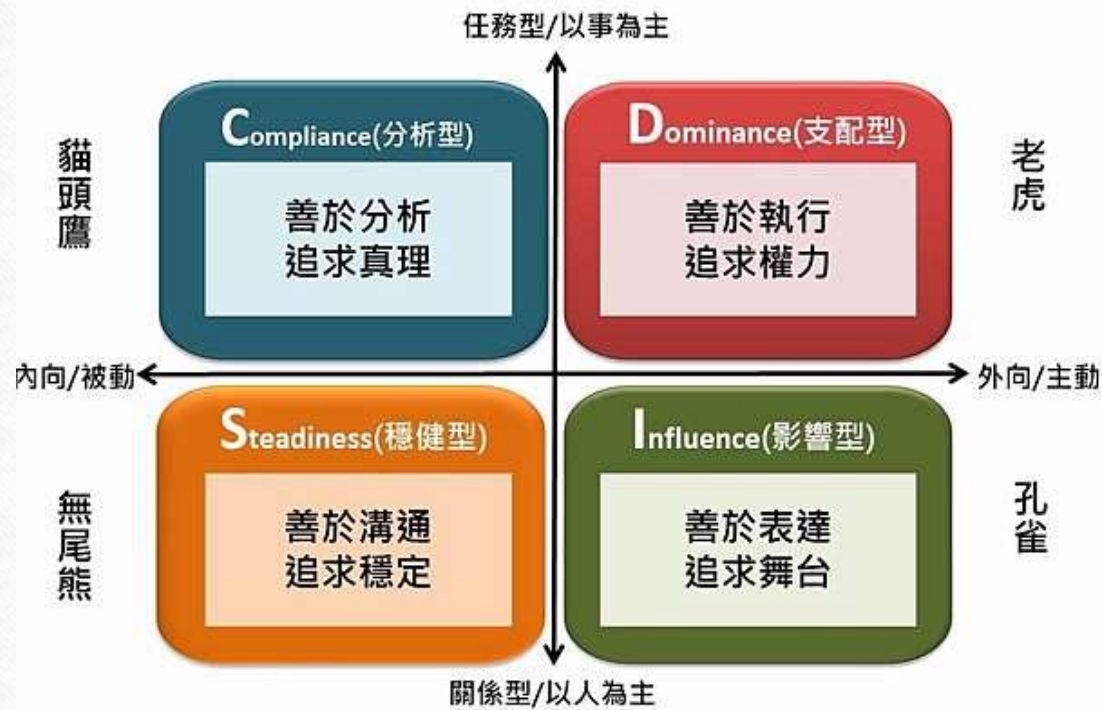 任務型/以事為主
Compliance(分析型)
Dominance(支配型)
貓頭鷹
善於分析
追求真理
善於執行
追求權力
老虎
內向/被動
外向/主動
Steadiness(穩健型)
Influence(影響型)
無尾熊
善於溝通
追求穩定
善於表達
追求舞台
孔雀
關係型/以人為主